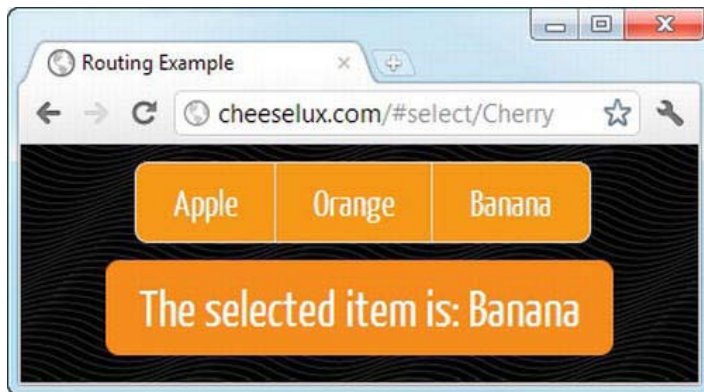 Routing Example
cheeselux.com/#select/Cherry
Apple Orange Banana
The selected item is: Banana